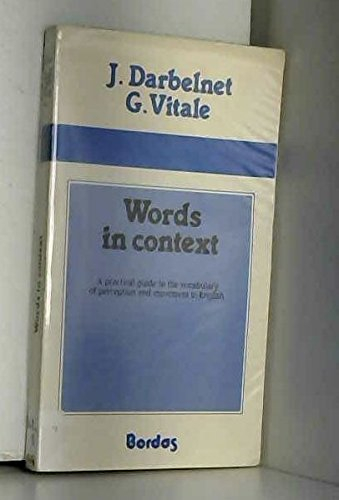 J. Darbelnet
G. Vitale
Words
in context
A practical guide to the vocabulary
of perception and movement in English
Bordas
Words in context